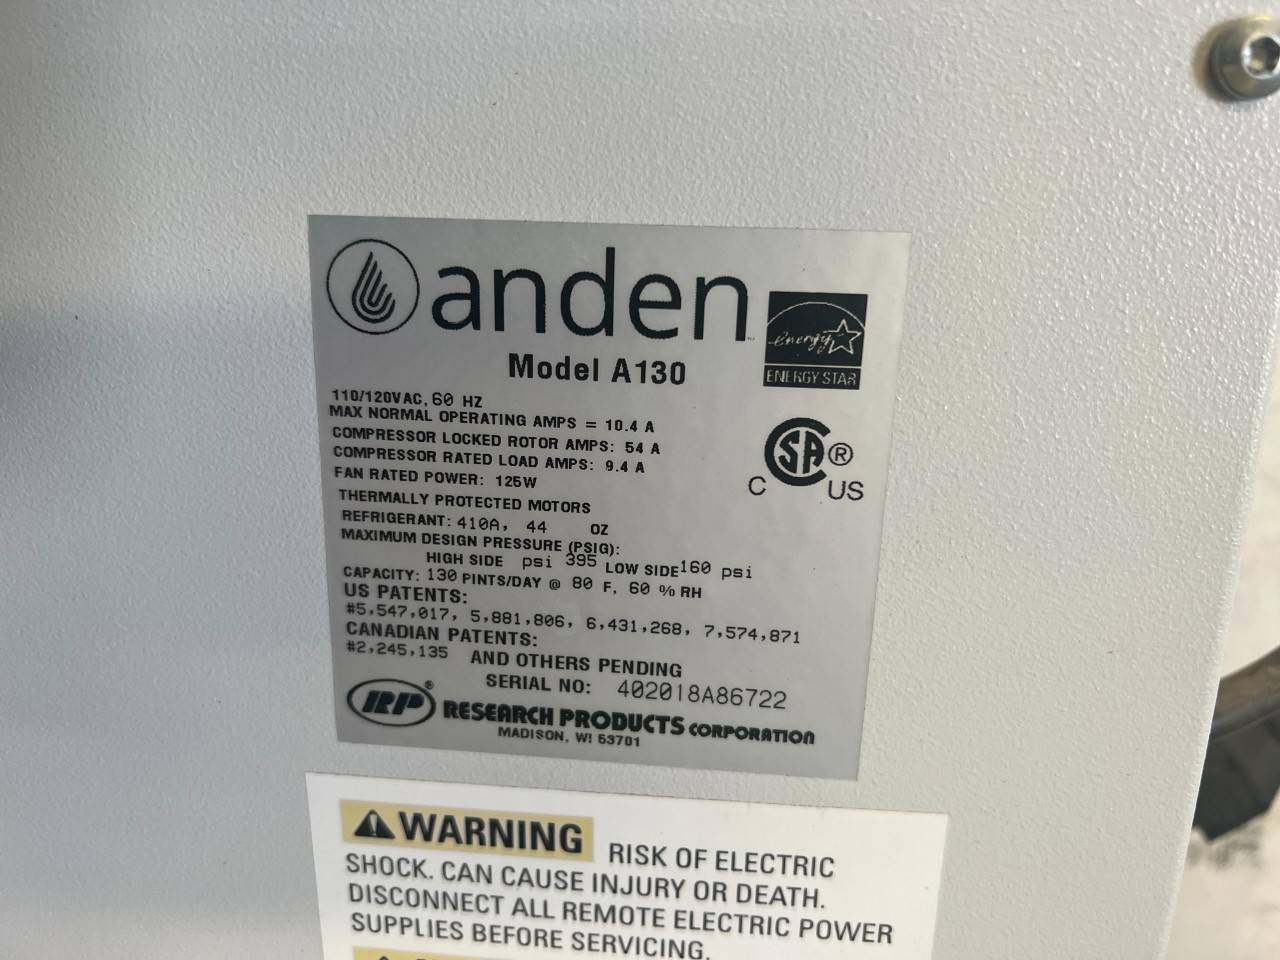 anden
Model A130
energy
ENERGY STAR
110/120VAC, 60 HZ
MAX NORMAL OPERATING AMPS = 10.4 A
COMPRESSOR LOCKED ROTOR AMPS: 54 A
COMPRESSOR RATED LOAD AMPS: 9.4 A
FAN RATED POWER: 125W
THERMALLY PROTECTED MOTORS
REFRIGERANT: 410A, 44 OZ
MAXIMUM DESIGN PRESSURE (PSIG):
HIGH SIDE psi 395 LOW SIDE 160 psi
CAPACITY: 130 PINTS/DAY @ 80 F, 60 % RH
US PATENTS:
#5,547,017, 5,881,806, 6,431,268, 7,574,871
CANADIAN PATENTS:
#2,245,135 AND OTHERS PENDING
SERIAL NO: 402018A86722
SA ®
C US
RP® RESEARCH PRODUCTS CORPORATION
MADISON, WI 53701
WARNING RISK OF ELECTRIC
SHOCK. CAN CAUSE INJURY OR DEATH.
DISCONNECT ALL REMOTE ELECTRIC POWER
SUPPLIES BEFORE SERVICING.